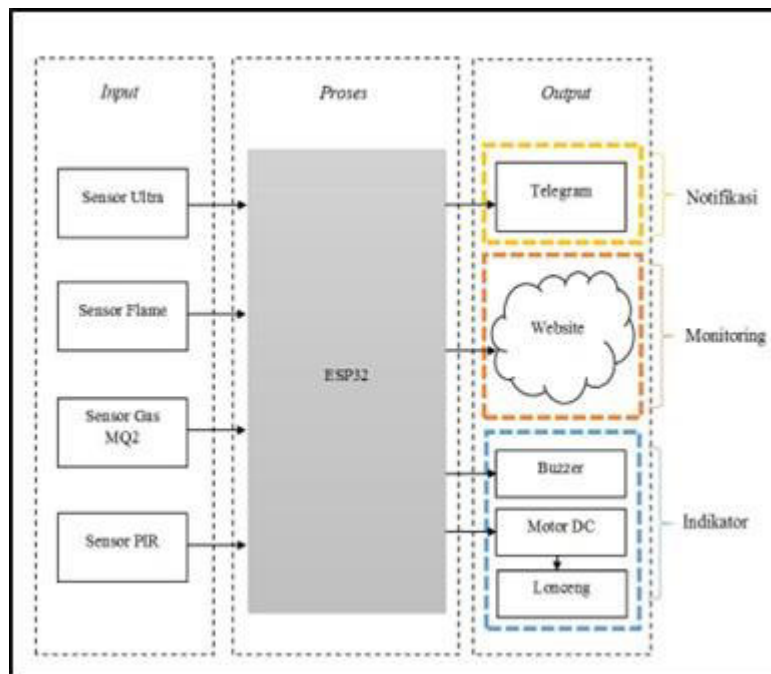 Input
Proses
Output
Sensor Ultra
Sensor Flame
Sensor Gas
MQ2
Sensor PIR
ESP32
Telegram
Website
Buzzer
Motor DC
Lonceng
Notifikasi
Monitoring
Indikator